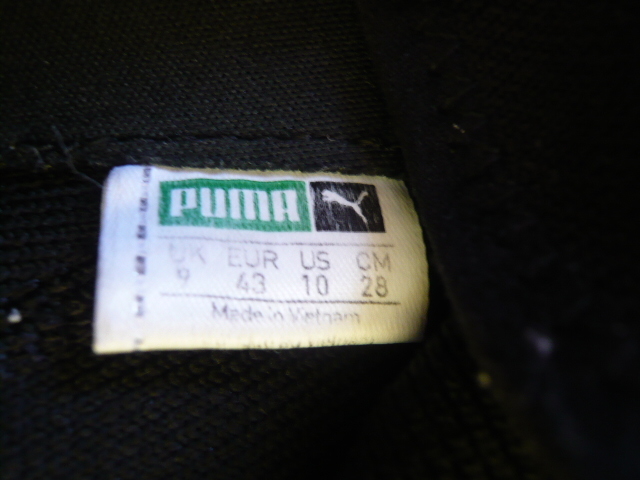 PUMA
UK EUR US CM
9 43 10 28
Made in Vietnam